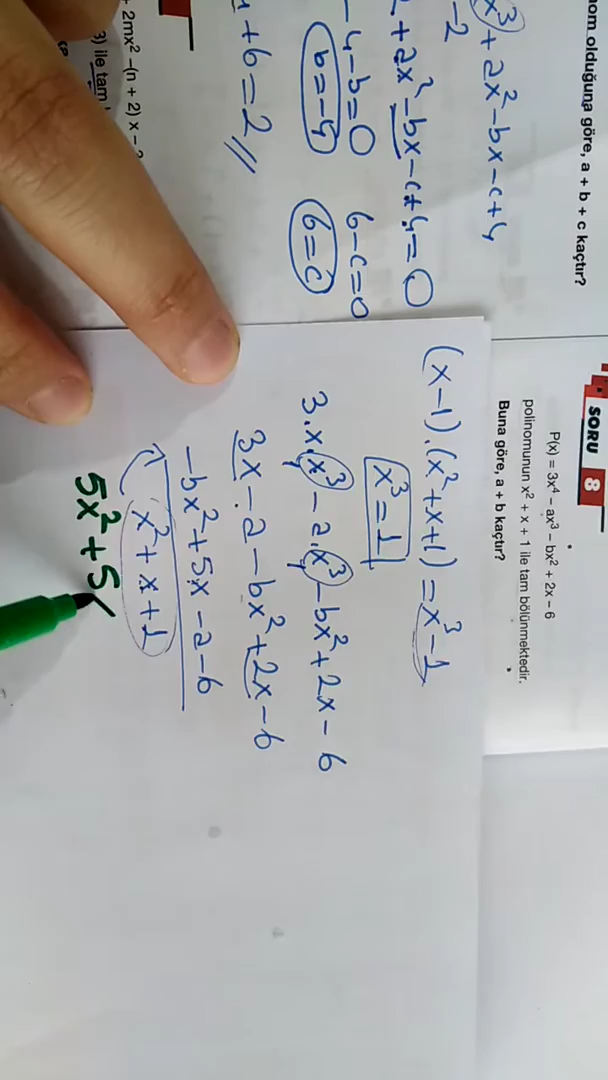 nom olduğuna göre, a + b + c kaçtır?
x³ + 2x² - bx - c + 4
-2
+ 2x² - bx - c + 4 = 0
- 4 - b = 0
b - c = 0
b = -4
b = c
+ 6 = 2 //
+ 2mx² - (n + 2) x -
3) ile tam
SORU 8
P(x) = 3x⁴ – ax³ – bx² + 2x – 6
polinomunun x² + x + 1 ile tam bölünmektedir.
Buna göre, a + b kaçtır?
(x-1).(x²+x+1) = x³-1
x³=1
3.x.x³ - a.x³ - bx² + 2x - 6
3x - a - bx² + 2x - 6
-bx² + 5x - a - 6
x² + x + 1
5x² + 5